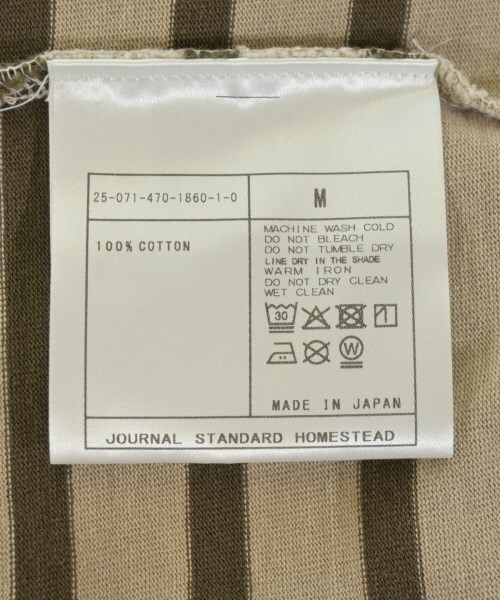 25-071-470-1860-1-0
M
100% COTTON
MACHINE WASH COLD
DO NOT BLEACH
DO NOT TUMBLE DRY
LINE DRY IN THE SHADE
WARM IRON
DO NOT DRY CLEAN
WET CLEAN
30
W
MADE IN JAPAN
JOURNAL STANDARD HOMESTEAD